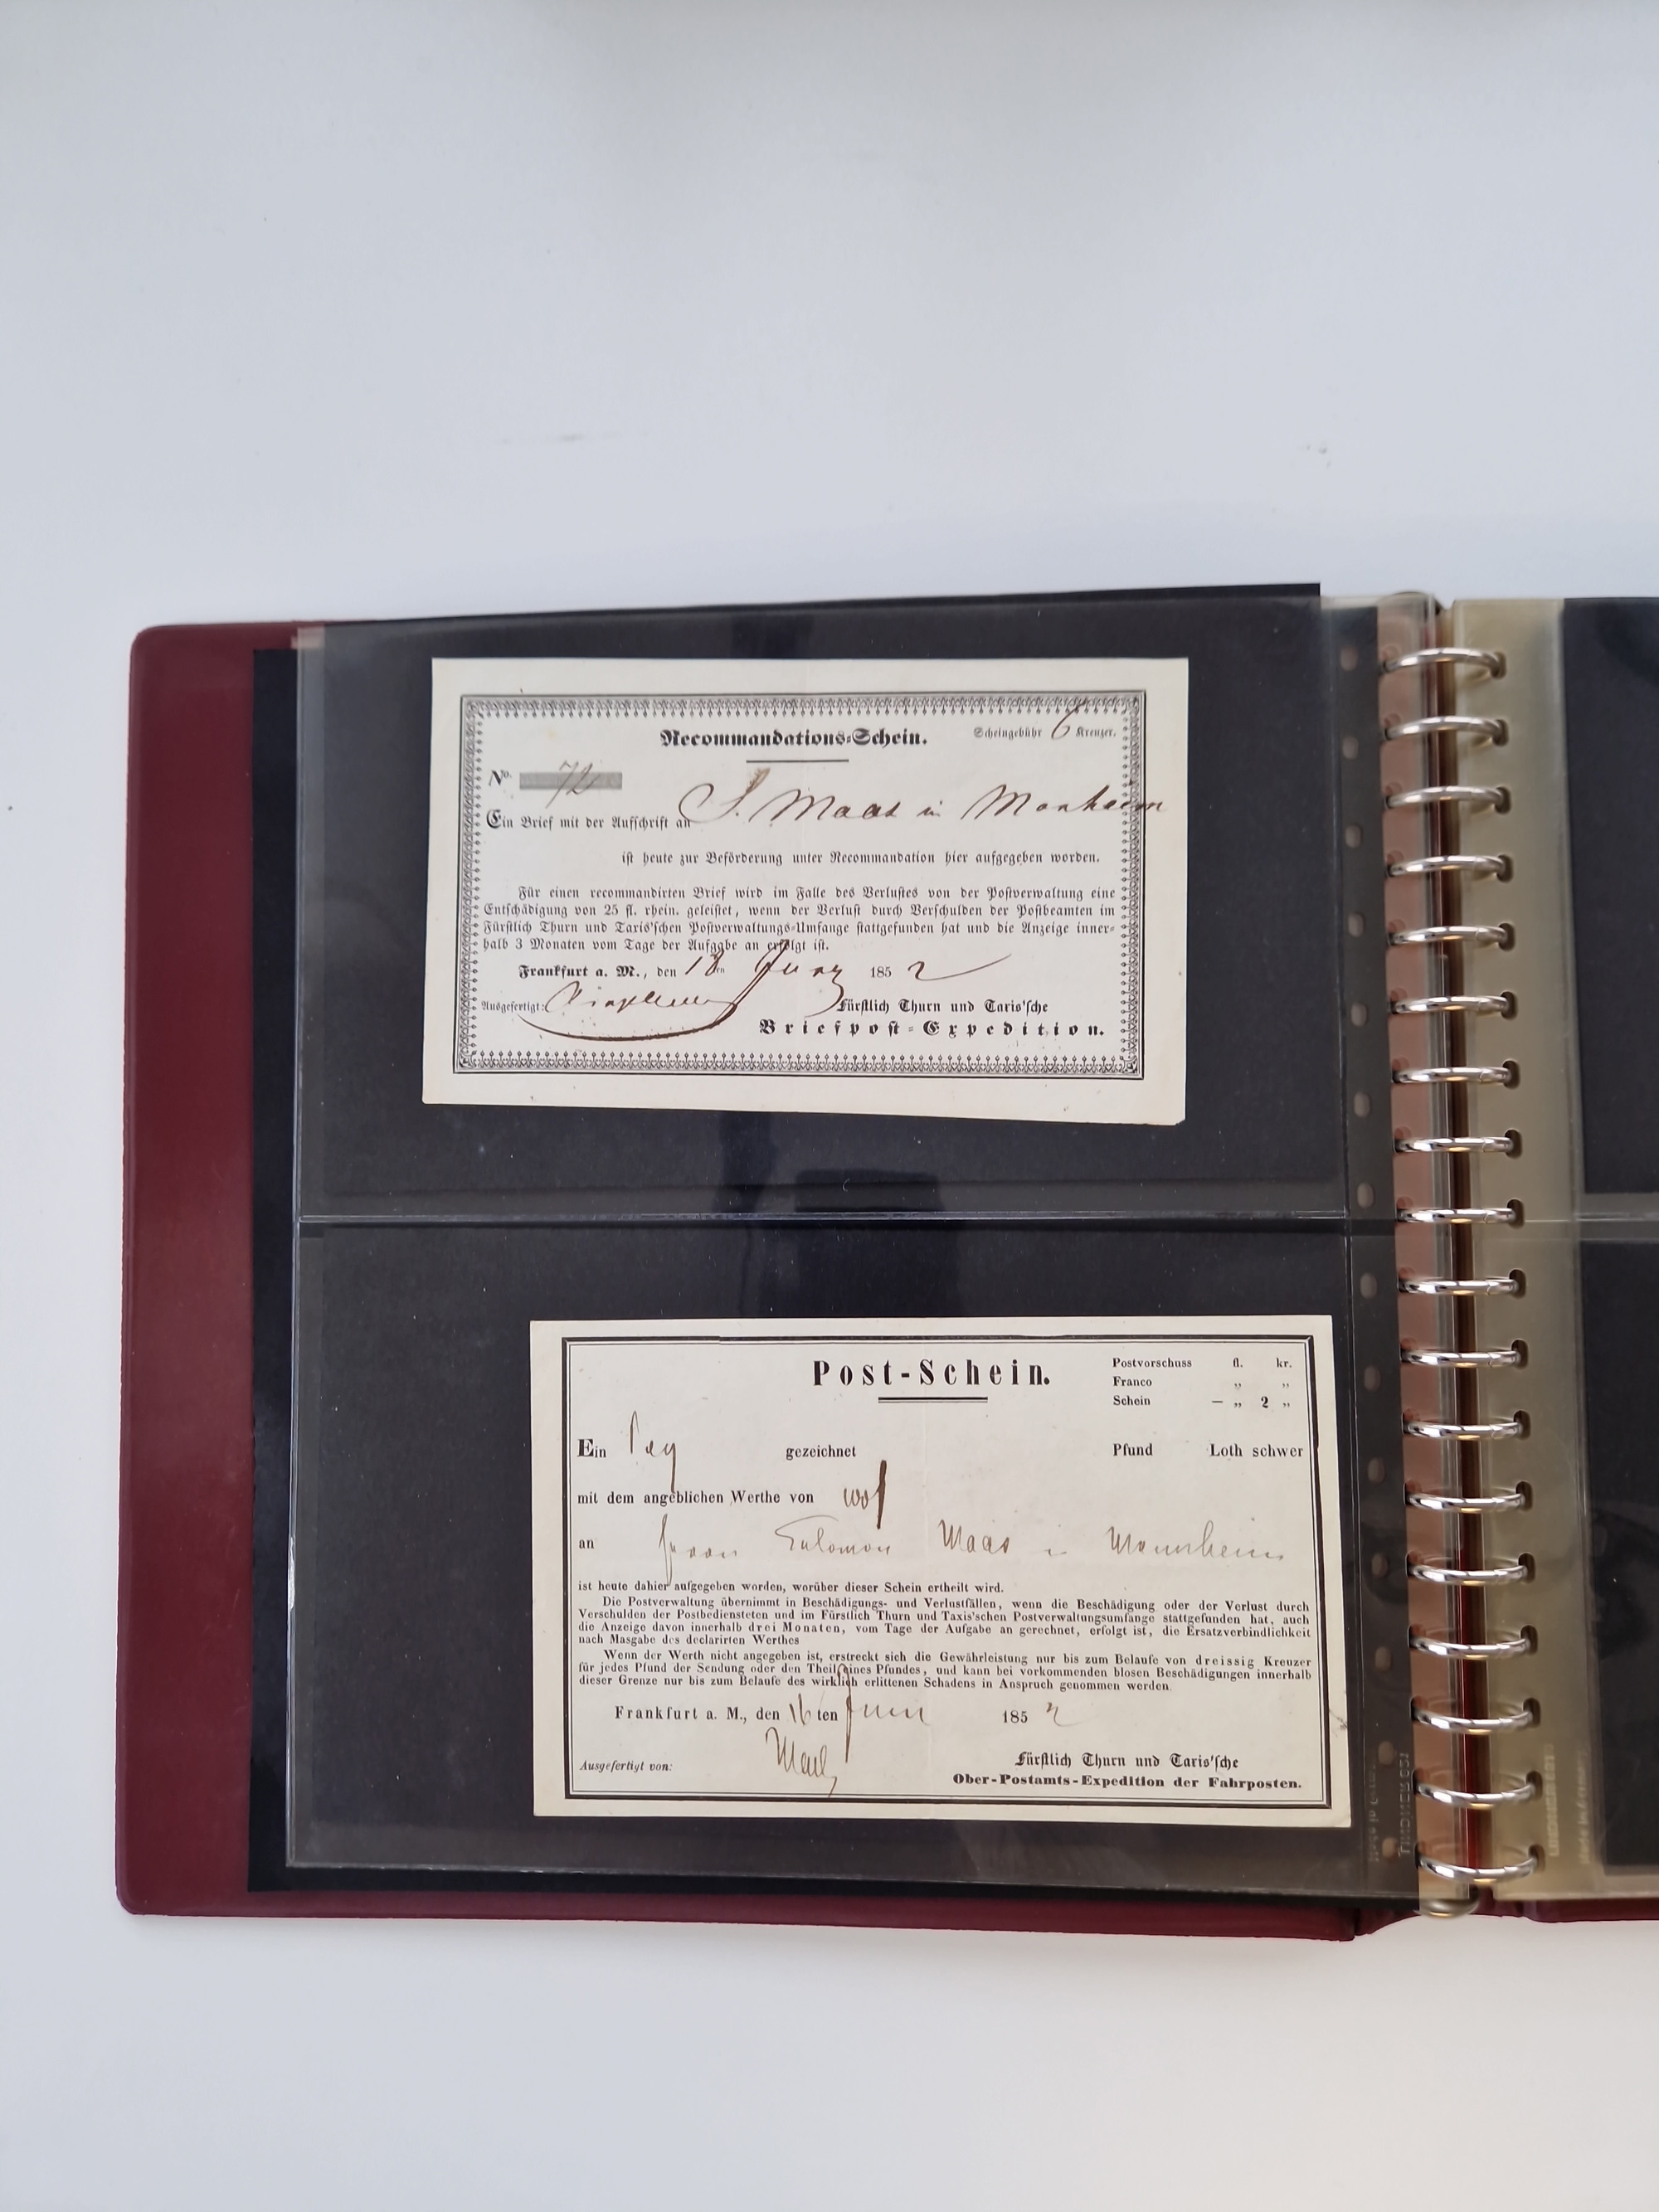 Recommandations-Schein.
Scheingebühr 6 Kreuzer.
No. 72
Ein Brief mit der Aufschrift an S. Maas in Manheim
ist heute zur Beförderung unter Recommandation hier aufgegeben worden.
Für einen recommandirten Brief wird im Falle des Verlustes von der Postverwaltung eine
Entschädigung von 25 fl. rhein. geleistet, wenn der Verlust durch Verschulden der Postbeamten im
Fürstlich Thurn und Taxis'schen Postverwaltungs-Umfange stattgefunden hat und die Anzeige inner-
halb 3 Monaten vom Tage der Aufgabe an erfolgt ist.
Frankfurt a. M., den 18ten 1852
Ausgefertigt: Fürstlich Thurn und Taxis'sche
Briefpost-Expedition.
Post-Schein.
Postvorschuss fl. kr.
Franco „ „
Schein — „ 2 „
Ein gezeichnet Pfund Loth schwer
mit dem angeblichen Werthe von
an Herrn Salomon Maas in Mannheim
ist heute dahier aufgegeben worden, worüber dieser Schein ertheilt wird.
Die Postverwaltung übernimmt in Beschädigungs- und Verlustfällen, wenn die Beschädigung oder der Verlust durch
Verschulden der Postbediensteten und im Fürstlich Thurn und Taxis'schen Postverwaltungsumfange stattgefunden hat, auch
die Anzeige davon innerhalb drei Monaten, vom Tage der Aufgabe an gerechnet, erfolgt ist, die Ersatzverbindlichkeit
nach Masgabe des declarirten Werthes
Wenn der Werth nicht angegeben ist, erstreckt sich die Gewährleistung nur bis zum Belaufe von dreissig Kreuzer
für jedes Pfund der Sendung oder den Theil eines Pfundes, und kann bei vorkommenden blosen Beschädigungen innerhalb
dieser Grenze nur bis zum Belaufe des wirklich erlittenen Schadens in Anspruch genommen werden.
Frankfurt a. M., den 16ten Juni 1852
Ausgefertigt von:
Fürstlich Thurn und Taxis'sche
Ober-Postamts-Expedition der Fahrposten.